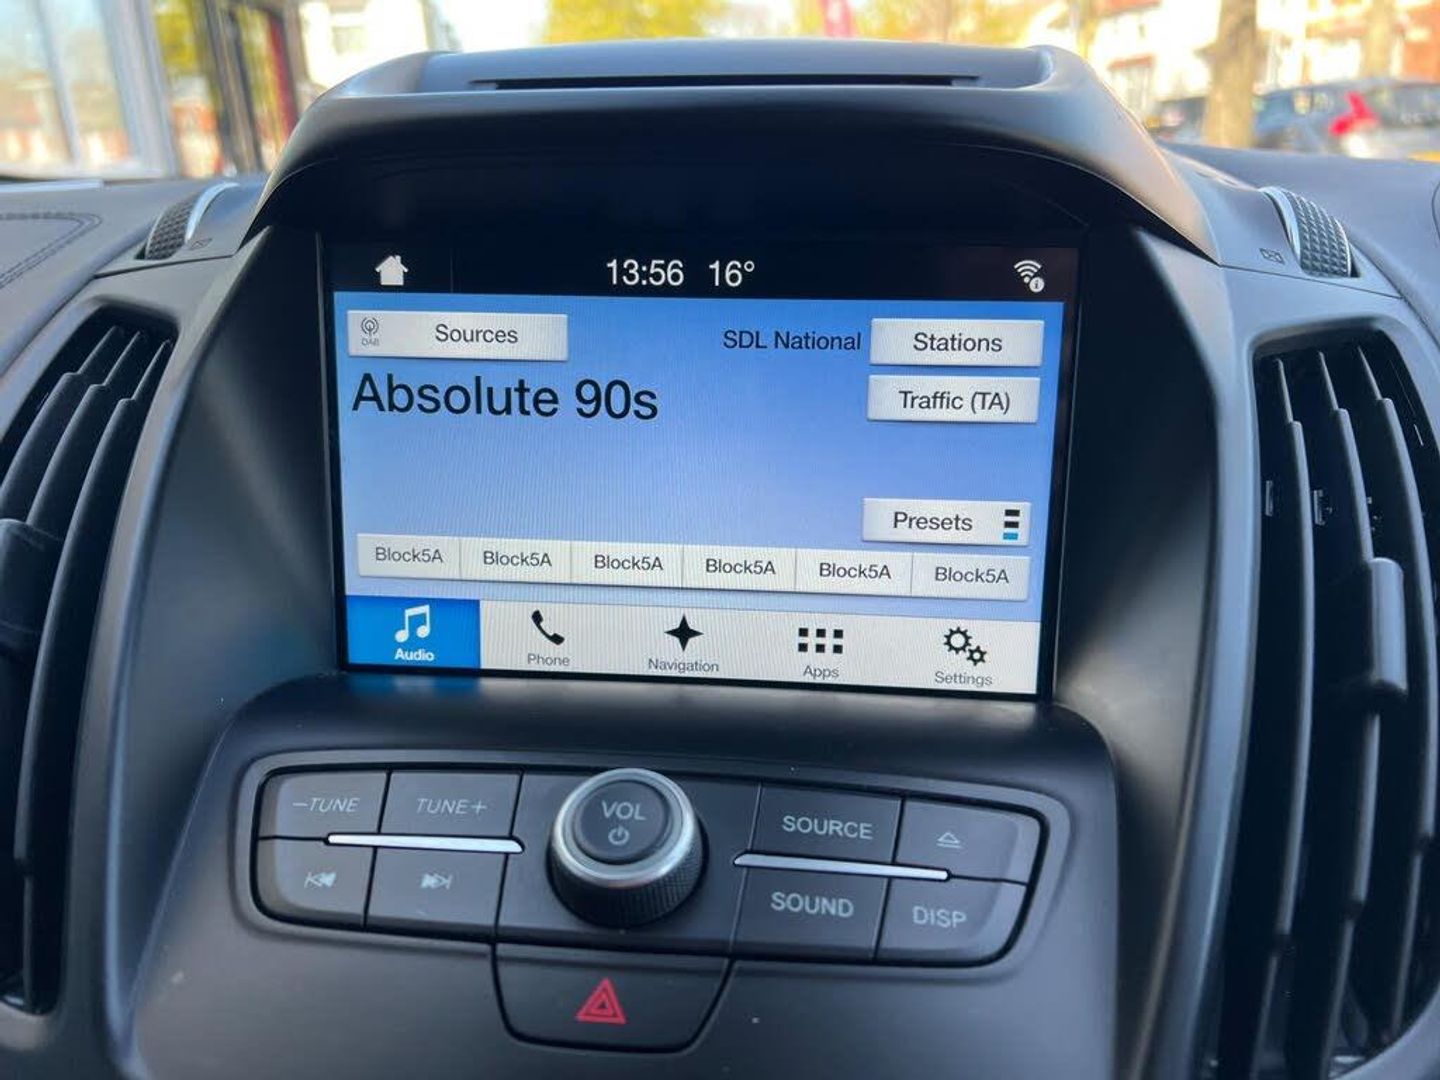 13:56 16°
DAB Sources SDL National Stations
Absolute 90s Traffic (TA)
Presets
Block5A Block5A Block5A Block5A Block5A Block5A
Audio Phone Navigation Apps Settings
–TUNE TUNE+ VOL SOURCE
SOUND DISP